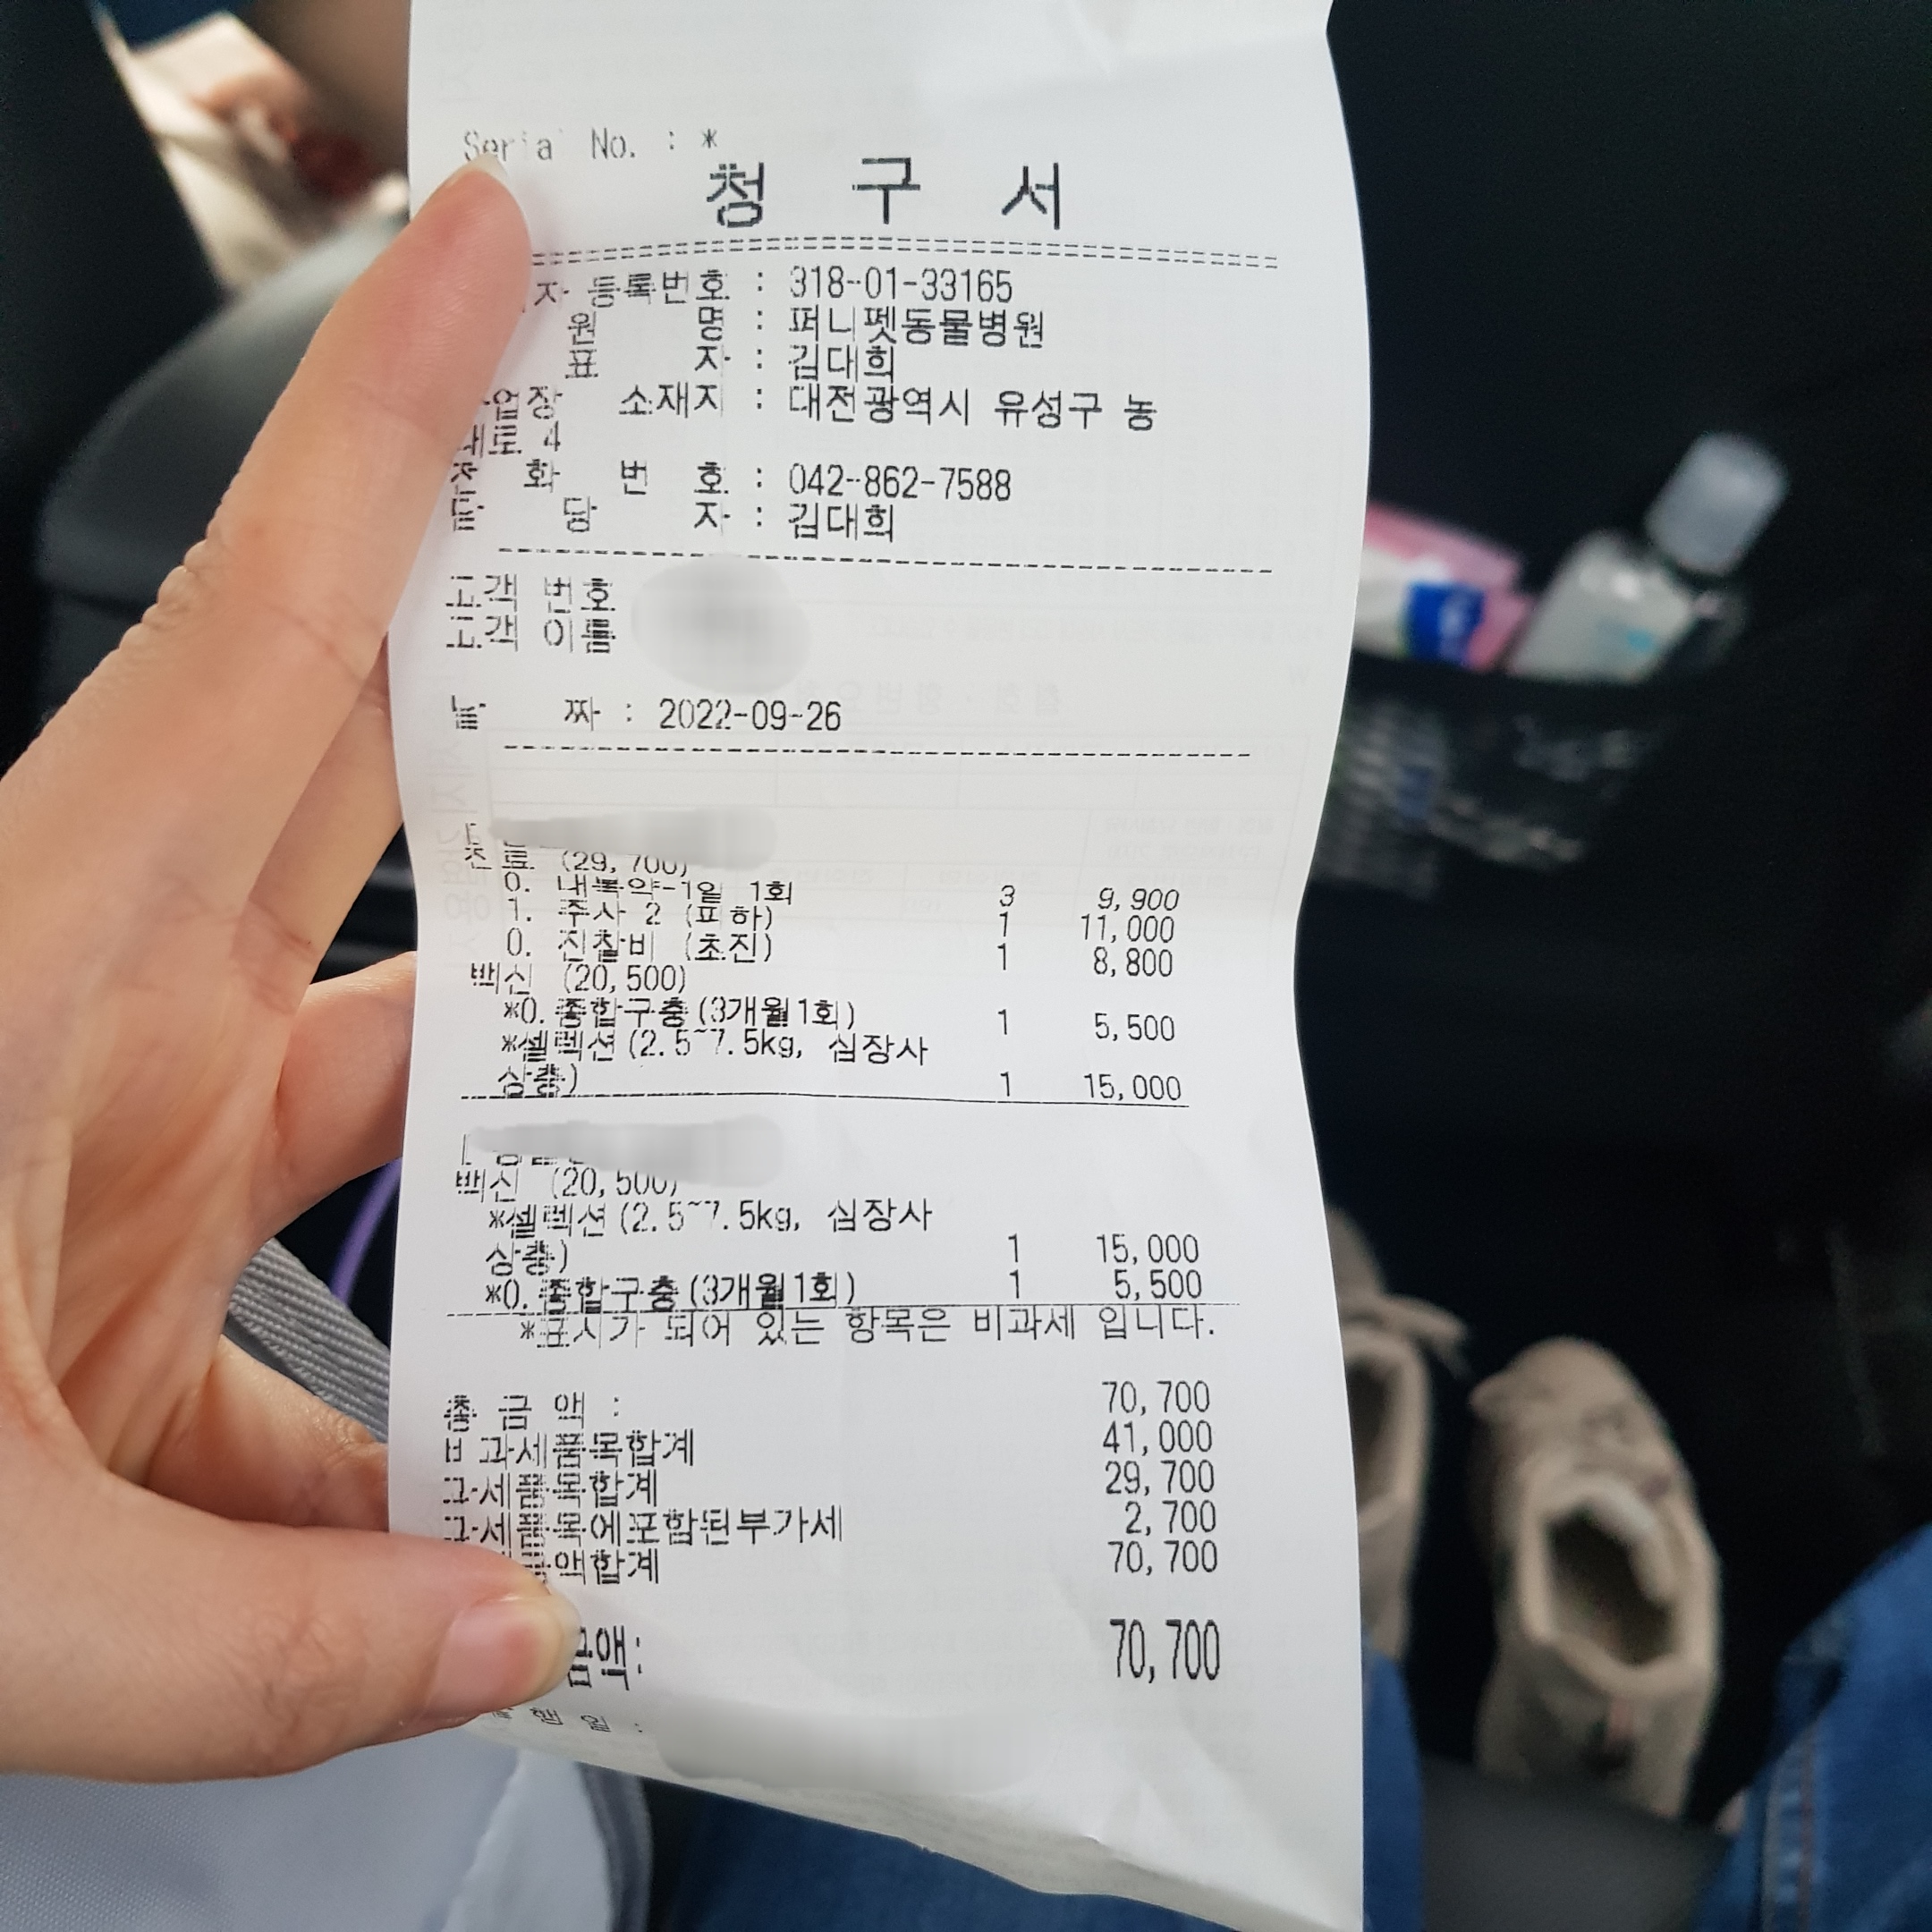 Serial No. : *
청 구 서
자 등록번호 : 318-01-33165
원 명 : 퍼니펫동물병원
표 자 : 김대희
업장 소재지 : 대전광역시 유성구 농
대로 4
전 화 번 호 : 042-862-7588
담 당 자 : 김대희
고객 번호
고객 이름
날 짜 : 2022-09-26
진료 (29,700)
0. 내복약-1일 1회 3 9,900
1. 주사 2 (피하) 1 11,000
0. 진찰비 (초진) 1 8,800
백신 (20,500)
*0. 종합구충(3개월1회) 1 5,500
*셀렉션(2.5~7.5kg, 심장사
상충) 1 15,000
백신 (20,500)
*셀렉션(2.5~7.5kg, 심장사
상충) 1 15,000
*0. 종합구충(3개월1회) 1 5,500
*표시가 되어 있는 항목은 비과세 입니다.
총 금 액 : 70,700
비과세품목합계 41,000
과세품목합계 29,700
과세품목에포함된부가세 2,700
금액합계 70,700
금액: 70,700
발 행 일 :